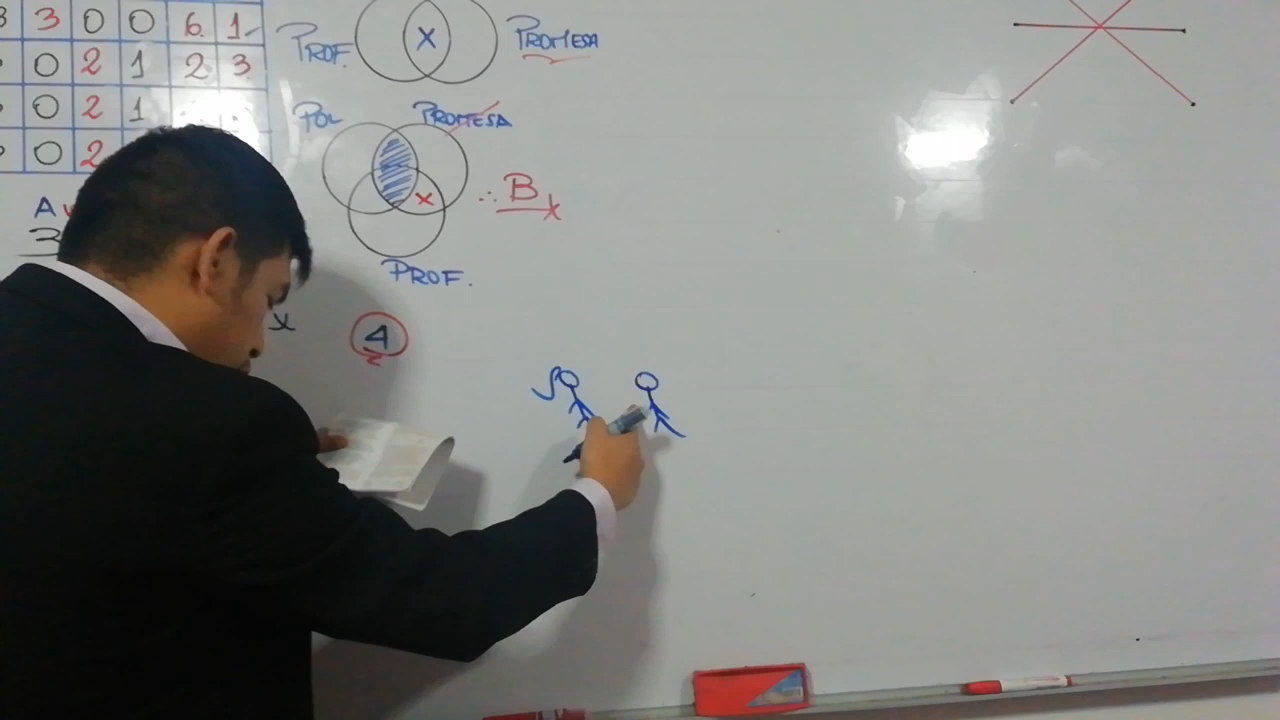 3 0 0 6 1
0 2 1 2 3
0 2 1
0 2
PROF. X PROMESA
POL PROMESA
X ∴ B x
PROF.
A
x 4